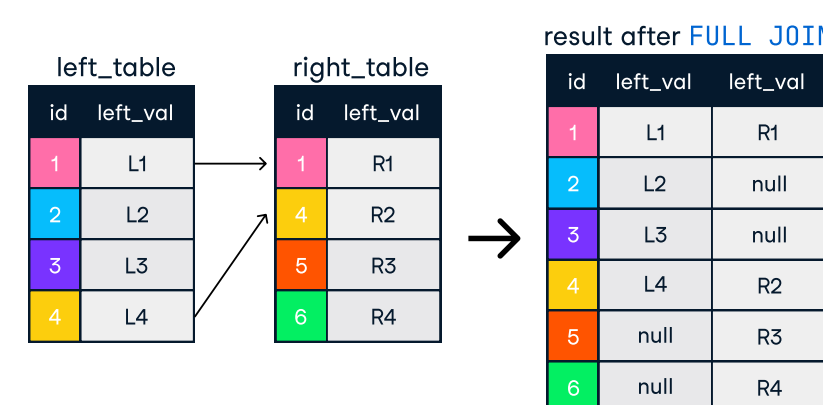 left_table
id left_val
1 L1
2 L2
3 L3
4 L4
right_table
id left_val
1 R1
4 R2
5 R3
6 R4
result after FULL JOIN
id left_val left_val
1 L1 R1
2 L2 null
3 L3 null
4 L4 R2
5 null R3
6 null R4